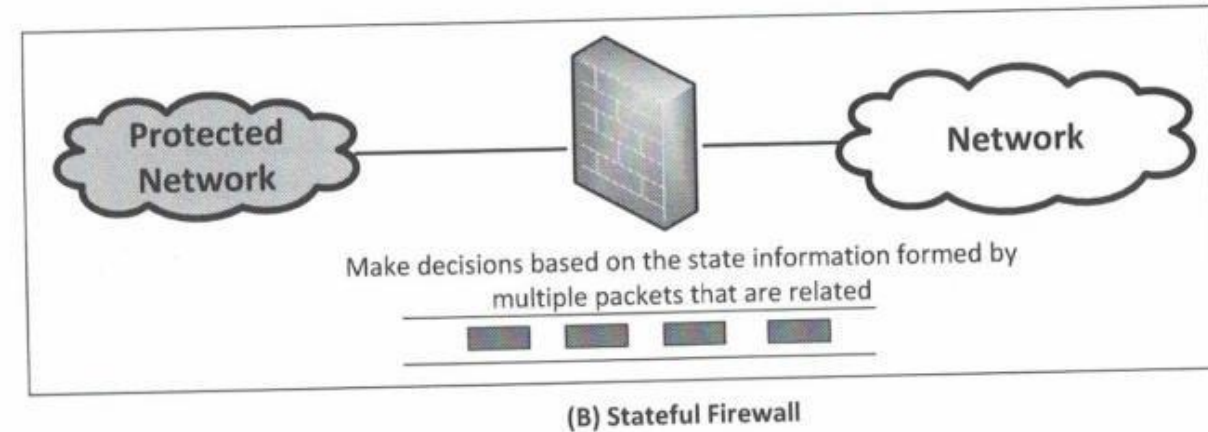 Protected
Network
Network
Make decisions based on the state information formed by
multiple packets that are related
(B) Stateful Firewall